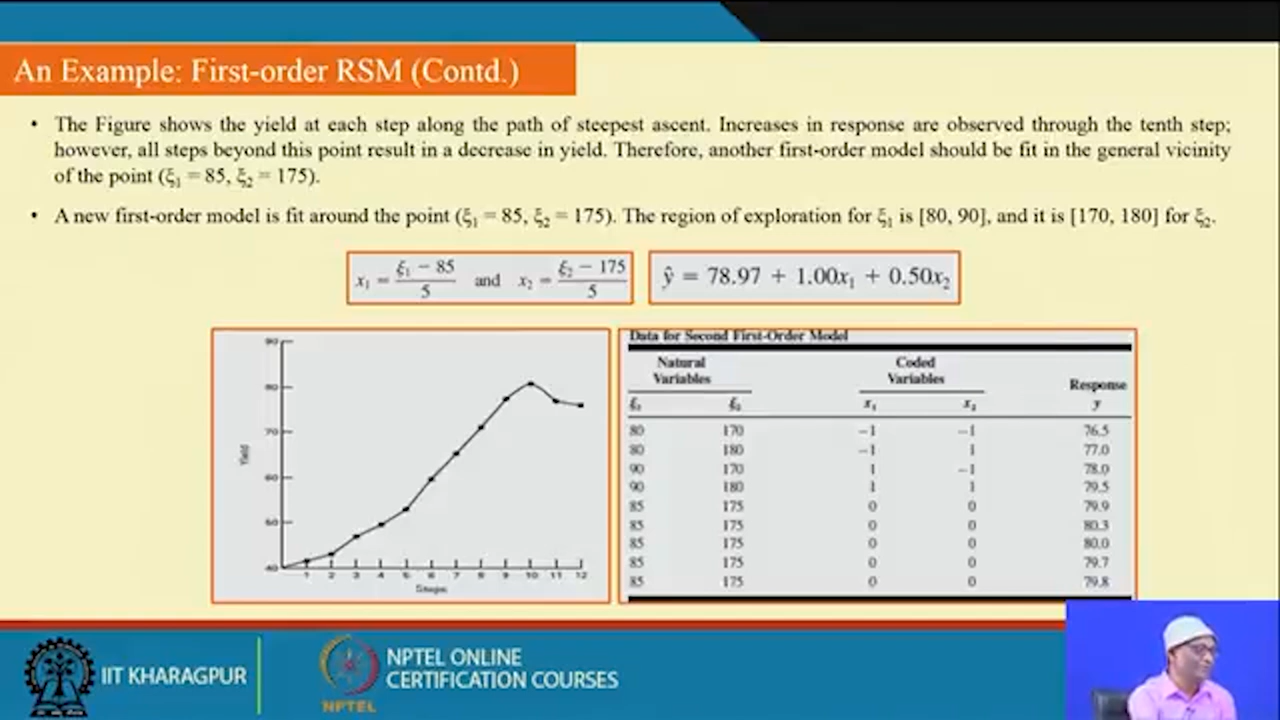 An Example: First-order RSM (Contd.)
• The Figure shows the yield at each step along the path of steepest ascent. Increases in response are observed through the tenth step;
however, all steps beyond this point result in a decrease in yield. Therefore, another first-order model should be fit in the general vicinity
of the point (ξ₁ = 85, ξ₂ = 175).
• A new first-order model is fit around the point (ξ₁ = 85, ξ₂ = 175). The region of exploration for ξ₁ is [80, 90], and it is [170, 180] for ξ₂.
x₁ = (ξ₁ − 85)/5 and x₂ = (ξ₂ − 175)/5
ŷ = 78.97 + 1.00x₁ + 0.50x₂
90
80
70
60
50
40
Yield
1 2 3 4 5 6 7 8 9 10 11 12
Steps
Data for Second First-Order Model
Natural Variables Coded Variables Response
ξ₁ ξ₂ x₁ x₂ y
80 170 −1 −1 76.5
80 180 −1 1 77.0
90 170 1 −1 78.0
90 180 1 1 79.5
85 175 0 0 79.9
85 175 0 0 80.3
85 175 0 0 80.0
85 175 0 0 79.7
85 175 0 0 79.8
IIT KHARAGPUR
NPTEL
NPTEL ONLINE
CERTIFICATION COURSES